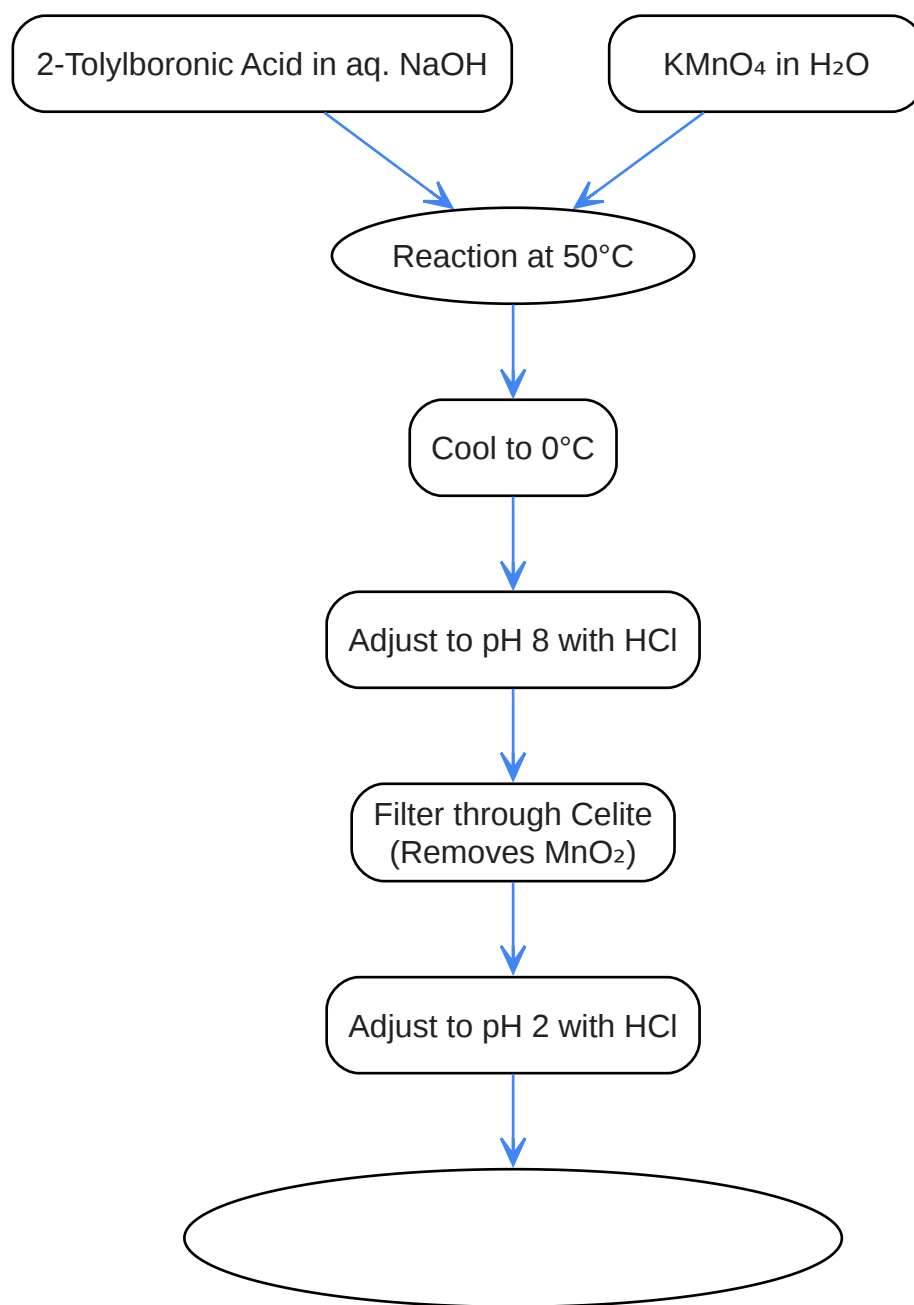 2-Tolylboronic Acid in aq. NaOH
KMnO₄ in H₂O
Reaction at 50°C
Cool to 0°C
Adjust to pH 8 with HCl
Filter through Celite
(Removes MnO₂)
Adjust to pH 2 with HCl